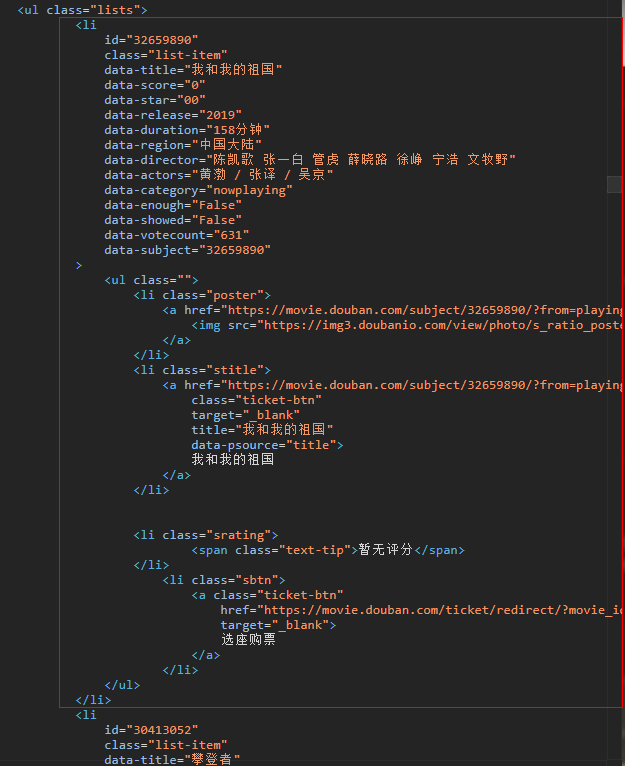 <ul class="lists">
<li
id="32659890"
class="list-item"
data-title="我和我的祖国"
data-score="0"
data-star="00"
data-release="2019"
data-duration="158分钟"
data-region="中国大陆"
data-director="陈凯歌 张一白 管虎 薛晓路 徐峥 宁浩 文牧野"
data-actors="黄渤 / 张译 / 吴京"
data-category="nowplaying"
data-enough="False"
data-showed="False"
data-votecount="631"
data-subject="32659890"
>
<ul class="">
<li class="poster">
<a href="https://movie.douban.com/subject/32659890/?from=playing
<img src="https://img3.doubanio.com/view/photo/s_ratio_poste
</a>
</li>
<li class="stitle">
<a href="https://movie.douban.com/subject/32659890/?from=playing
class="ticket-btn"
target="_blank"
title="我和我的祖国"
data-psource="title">
我和我的祖国
</a>
</li>
<li class="srating">
<span class="text-tip">暂无评分</span>
</li>
<li class="sbtn">
<a class="ticket-btn"
href="https://movie.douban.com/ticket/redirect/?movie_id
target="_blank">
选座购票
</a>
</li>
</ul>
</li>
<li
id="30413052"
class="list-item"
data-title="攀登者"